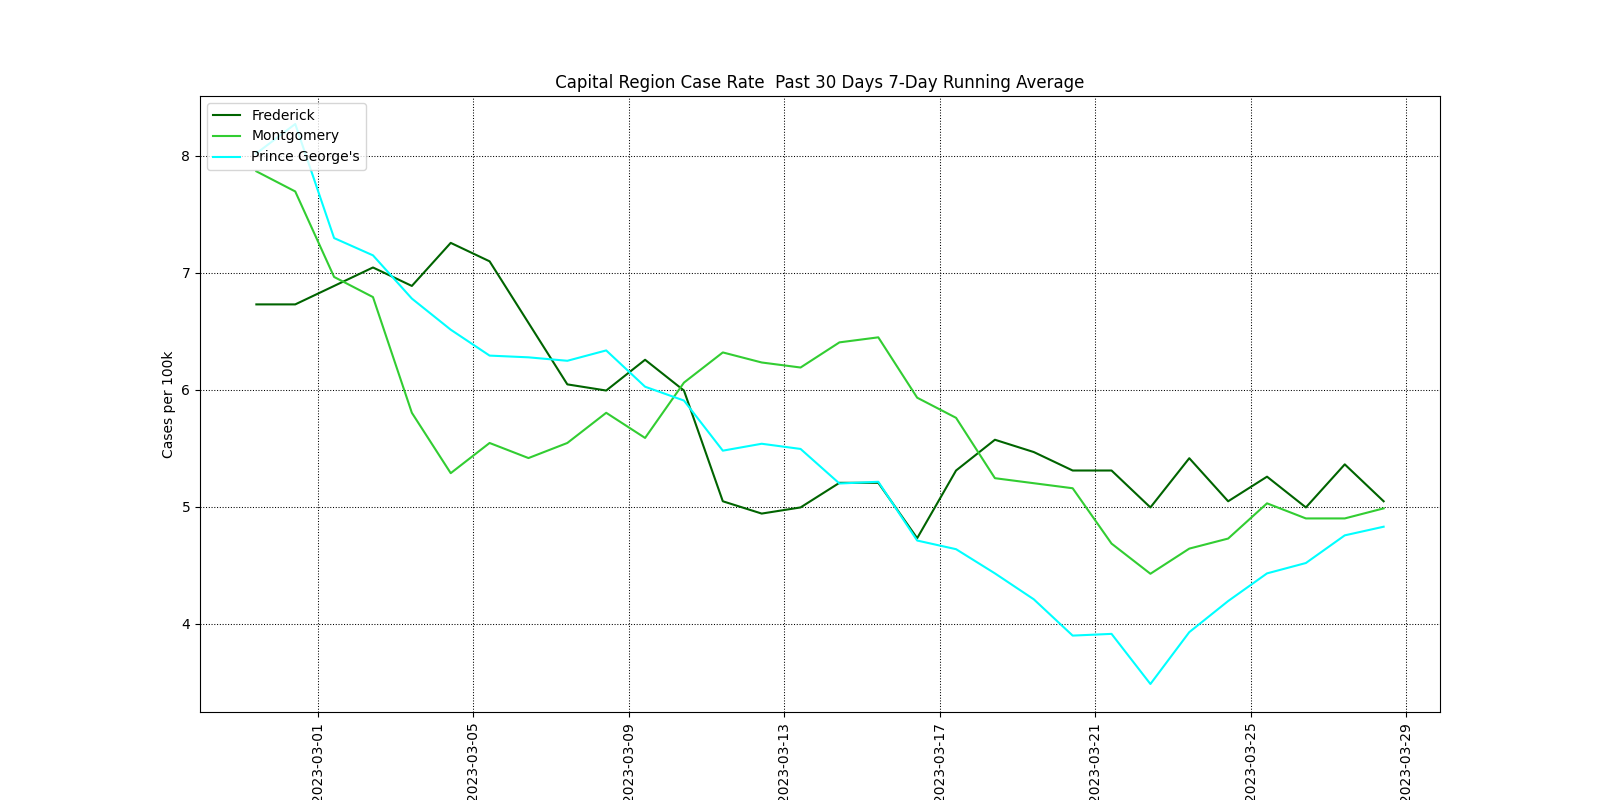 Capital Region Case Rate  Past 30 Days 7-Day Running Average
Frederick
Montgomery
Prince George's
Cases per 100k
8
7
6
5
4
2023-03-01
2023-03-05
2023-03-09
2023-03-13
2023-03-17
2023-03-21
2023-03-25
2023-03-29